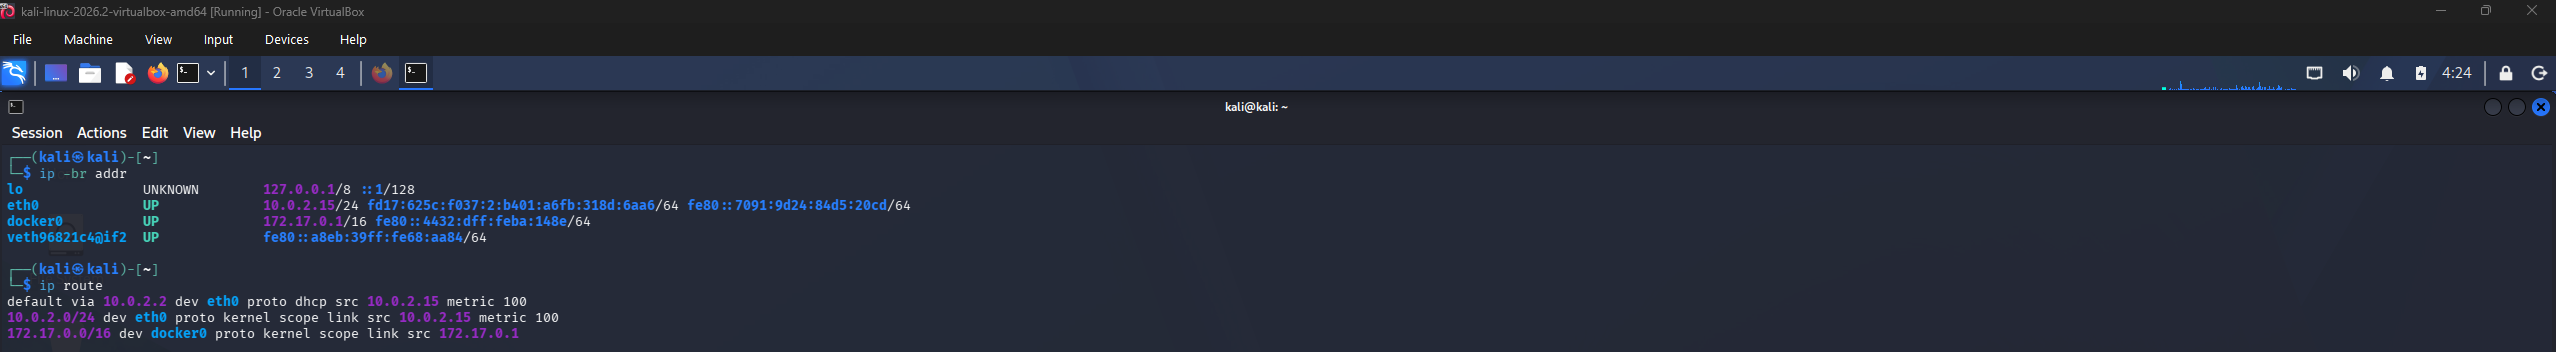 kali-linux-2026.2-virtualbox-amd64 [Running] - Oracle VirtualBox
File Machine View Input Devices Help
1 2 3 4 4:24
kali@kali: ~
Session Actions Edit View Help
┌──(kali㉿kali)-[~]
└─$ ip -br addr
lo UNKNOWN 127.0.0.1/8 ::1/128
eth0 UP 10.0.2.15/24 fd17:625c:f037:2:b401:a6fb:318d:6aa6/64 fe80::7091:9d24:84d5:20cd/64
docker0 UP 172.17.0.1/16 fe80::4432:dff:feba:148e/64
veth96821c4@if2 UP fe80::a8eb:39ff:fe68:aa84/64
┌──(kali㉿kali)-[~]
└─$ ip route
default via 10.0.2.2 dev eth0 proto dhcp src 10.0.2.15 metric 100
10.0.2.0/24 dev eth0 proto kernel scope link src 10.0.2.15 metric 100
172.17.0.0/16 dev docker0 proto kernel scope link src 172.17.0.1